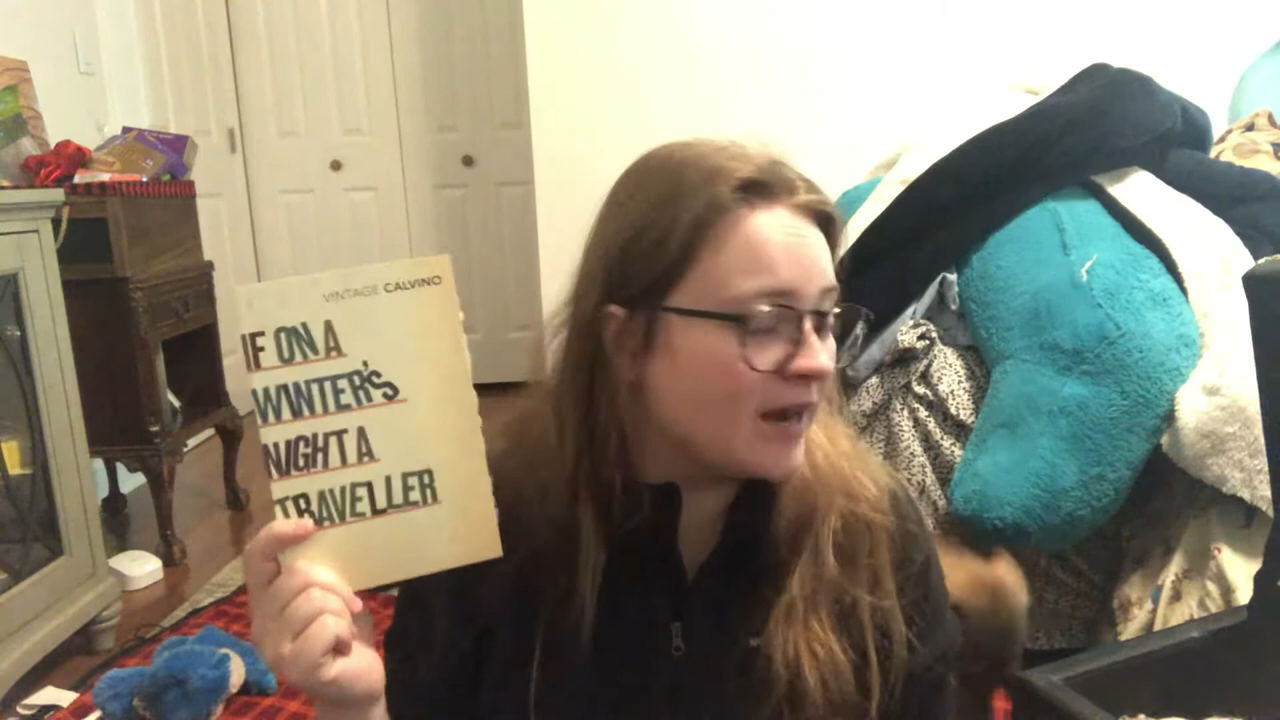 VINTAGE CALVINO
IF ON A
WINTER'S
NIGHT A
TRAVELLER